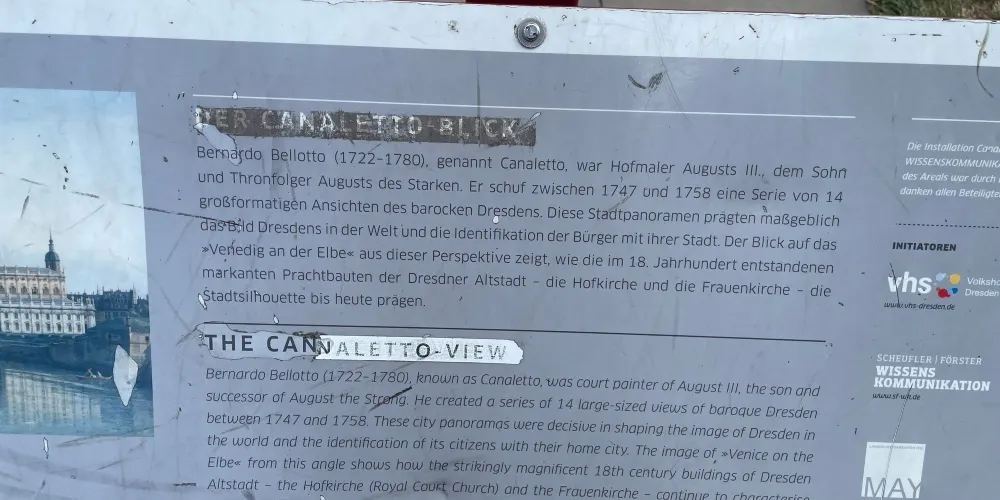 DER CANALETTO-BLICK
Bernardo Bellotto (1722–1780), genannt Canaletto, war Hofmaler Augusts III., dem Sohn
und Thronfolger Augusts des Starken. Er schuf zwischen 1747 und 1758 eine Serie von 14
großformatigen Ansichten des barocken Dresdens. Diese Stadtpanoramen prägten maßgeblich
das Bild Dresdens in der Welt und die Identifikation der Bürger mit ihrer Stadt. Der Blick auf das
»Venedig an der Elbe« aus dieser Perspektive zeigt, wie die im 18. Jahrhundert entstandenen
markanten Prachtbauten der Dresdner Altstadt – die Hofkirche und die Frauenkirche – die
Stadtsilhouette bis heute prägen.
THE CANALETTO-VIEW
Bernardo Bellotto (1722–1780), known as Canaletto, was court painter of August III, the son and
successor of August the Strong. He created a series of 14 large-sized views of baroque Dresden
between 1747 and 1758. These city panoramas were decisive in shaping the image of Dresden in
the world and the identification of its citizens with their home city. The image of »Venice on the
Elbe« from this angle shows how the strikingly magnificent 18th century buildings of Dresden
Altstadt – the Hofkirche (Royal Court Church) and the Frauenkirche – continue to characterise
Die Installation
WISSENSKOMMUNIK
des Areals war durch
danken allen Beteiligte
INITIATOREN
vhs Volksho
Dresden
www.vhs-dresden.de
SCHEUFLER | FÖRSTER
WISSENS
KOMMUNIKATION
www.sf-wk.de
MAY